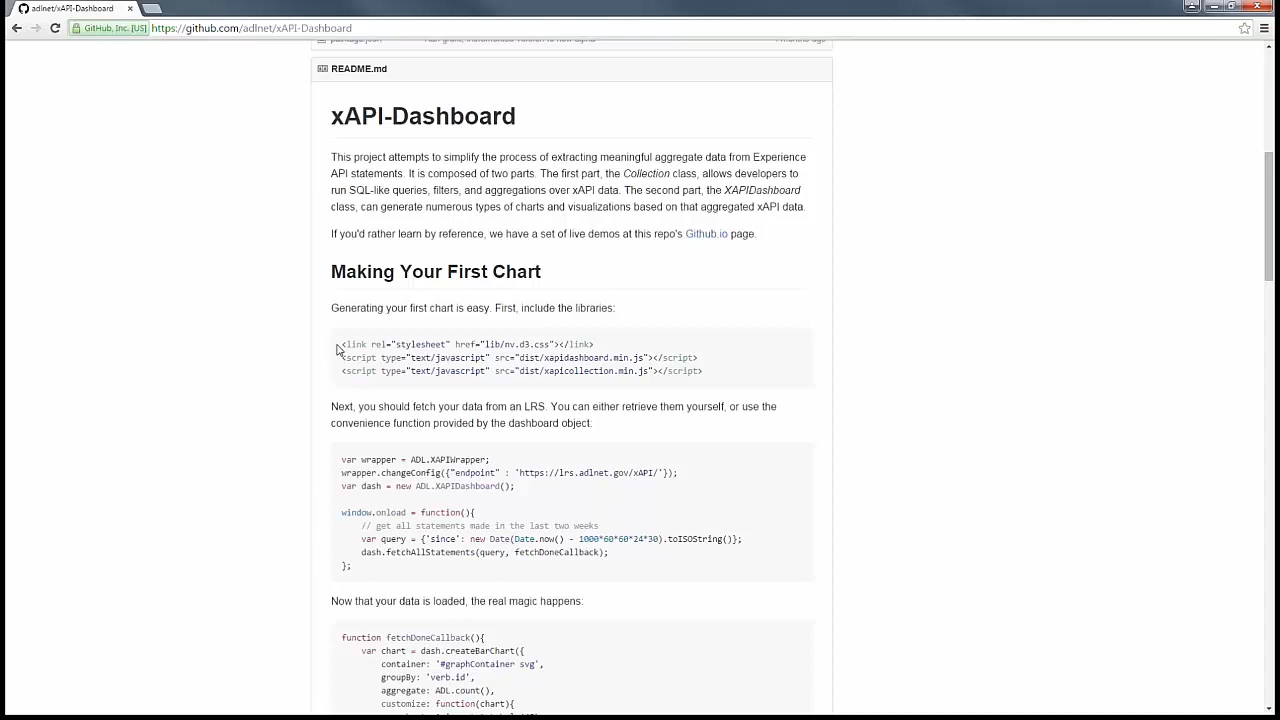 adlnet/xAPI-Dashboard
GitHub, Inc. [US] https://github.com/adlnet/xAPI-Dashboard
README.md
xAPI-Dashboard
This project attempts to simplify the process of extracting meaningful aggregate data from Experience
API statements. It is composed of two parts. The first part, the Collection class, allows developers to
run SQL-like queries, filters, and aggregations over xAPI data. The second part, the XAPIDashboard
class, can generate numerous types of charts and visualizations based on that aggregated xAPI data.
If you'd rather learn by reference, we have a set of live demos at this repo's Github.io page.
Making Your First Chart
Generating your first chart is easy. First, include the libraries:
<link rel="stylesheet" href="lib/nv.d3.css"></link>
<script type="text/javascript" src="dist/xapidashboard.min.js"></script>
<script type="text/javascript" src="dist/xapicollection.min.js"></script>
Next, you should fetch your data from an LRS. You can either retrieve them yourself, or use the
convenience function provided by the dashboard object:
var wrapper = ADL.XAPIWrapper;
wrapper.changeConfig({"endpoint" : 'https://lrs.adlnet.gov/xAPI/'});
var dash = new ADL.XAPIDashboard();
window.onload = function(){
// get all statements made in the last two weeks
var query = {'since': new Date(Date.now() - 1000*60*60*24*30).toISOString()};
dash.fetchAllStatements(query, fetchDoneCallback);
};
Now that your data is loaded, the real magic happens:
function fetchDoneCallback(){
var chart = dash.createBarChart({
container: '#graphContainer svg',
groupBy: 'verb.id',
aggregate: ADL.count(),
customize: function(chart){